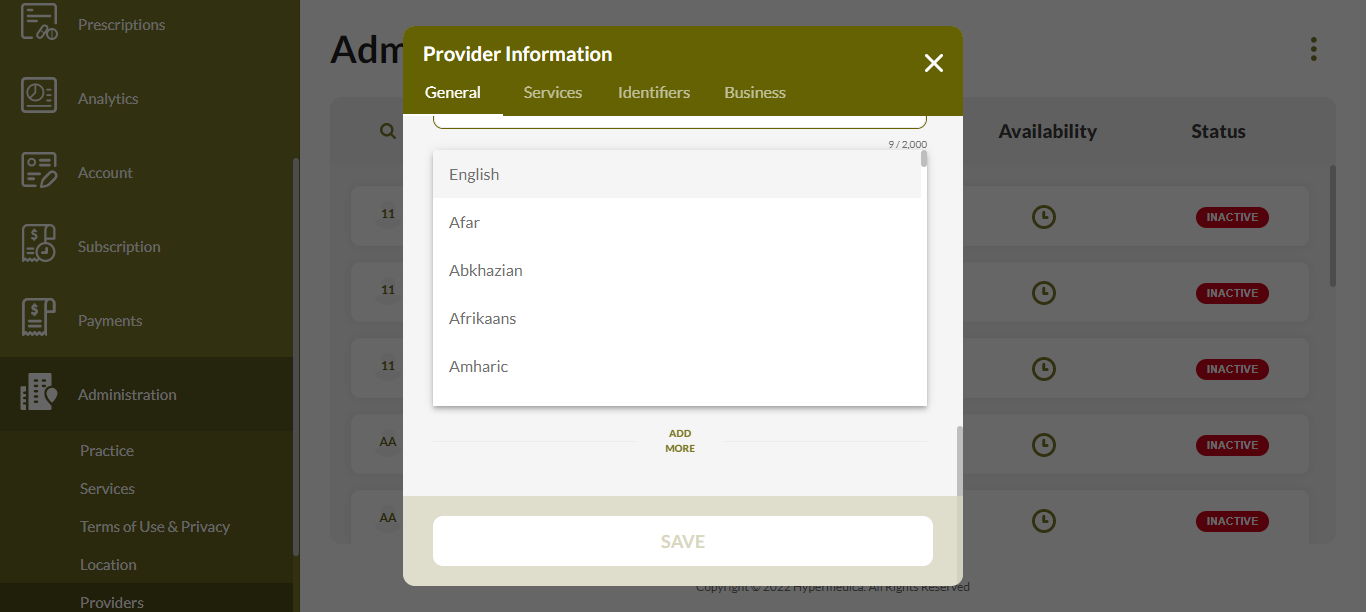 Prescriptions
Analytics
Account
Subscription
Payments
Administration
Practice
Services
Terms of Use & Privacy
Location
Providers
Adm
Provider Information
General Services Identifiers Business
9 / 2,000
English
Afar
Abkhazian
Afrikaans
Amharic
ADD
MORE
SAVE
Availability Status
11 INACTIVE
11 INACTIVE
11 INACTIVE
AA INACTIVE
AA INACTIVE
Copyright © 2022 Hypermedica. All Rights Reserved